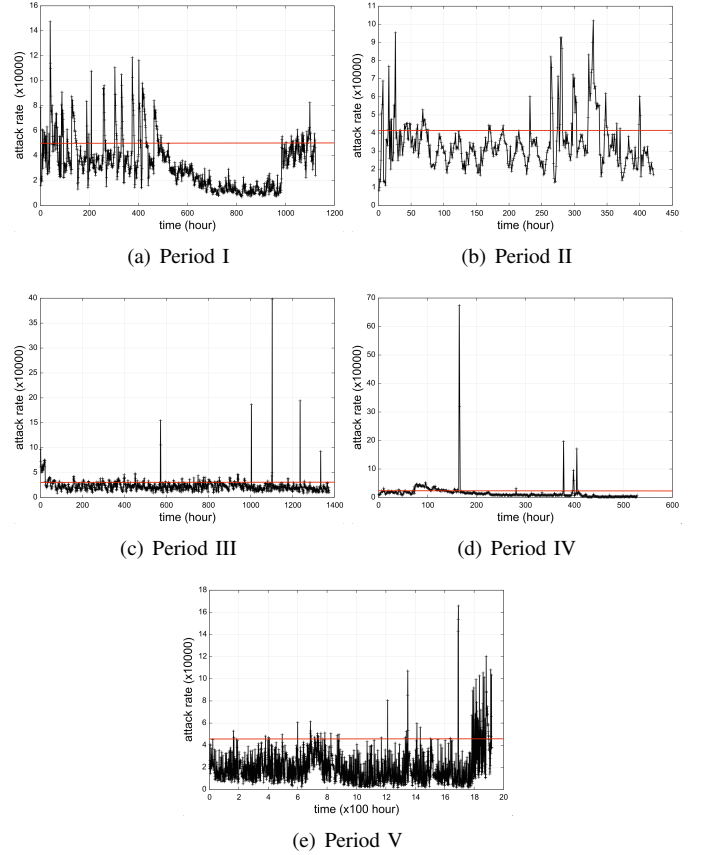 16
14
12
10
8
6
4
2
0
attack rate (x10000)
0 200 400 600 800 1000 1200
time (hour)
(a) Period I
11
10
9
8
7
6
5
4
3
2
1
0
attack rate (x10000)
0 50 100 150 200 250 300 350 400 450
time (hour)
(b) Period II
40
35
30
25
20
15
10
5
0
attack rate (x10000)
0 200 400 600 800 1000 1200 1400
time (hour)
(c) Period III
70
60
50
40
30
20
10
0
attack rate (x10000)
0 100 200 300 400 500 600
time (hour)
(d) Period IV
18
16
14
12
10
8
6
4
2
0
attack rate (x10000)
0 2 4 6 8 10 12 14 16 18 20
time (x100 hour)
(e) Period V